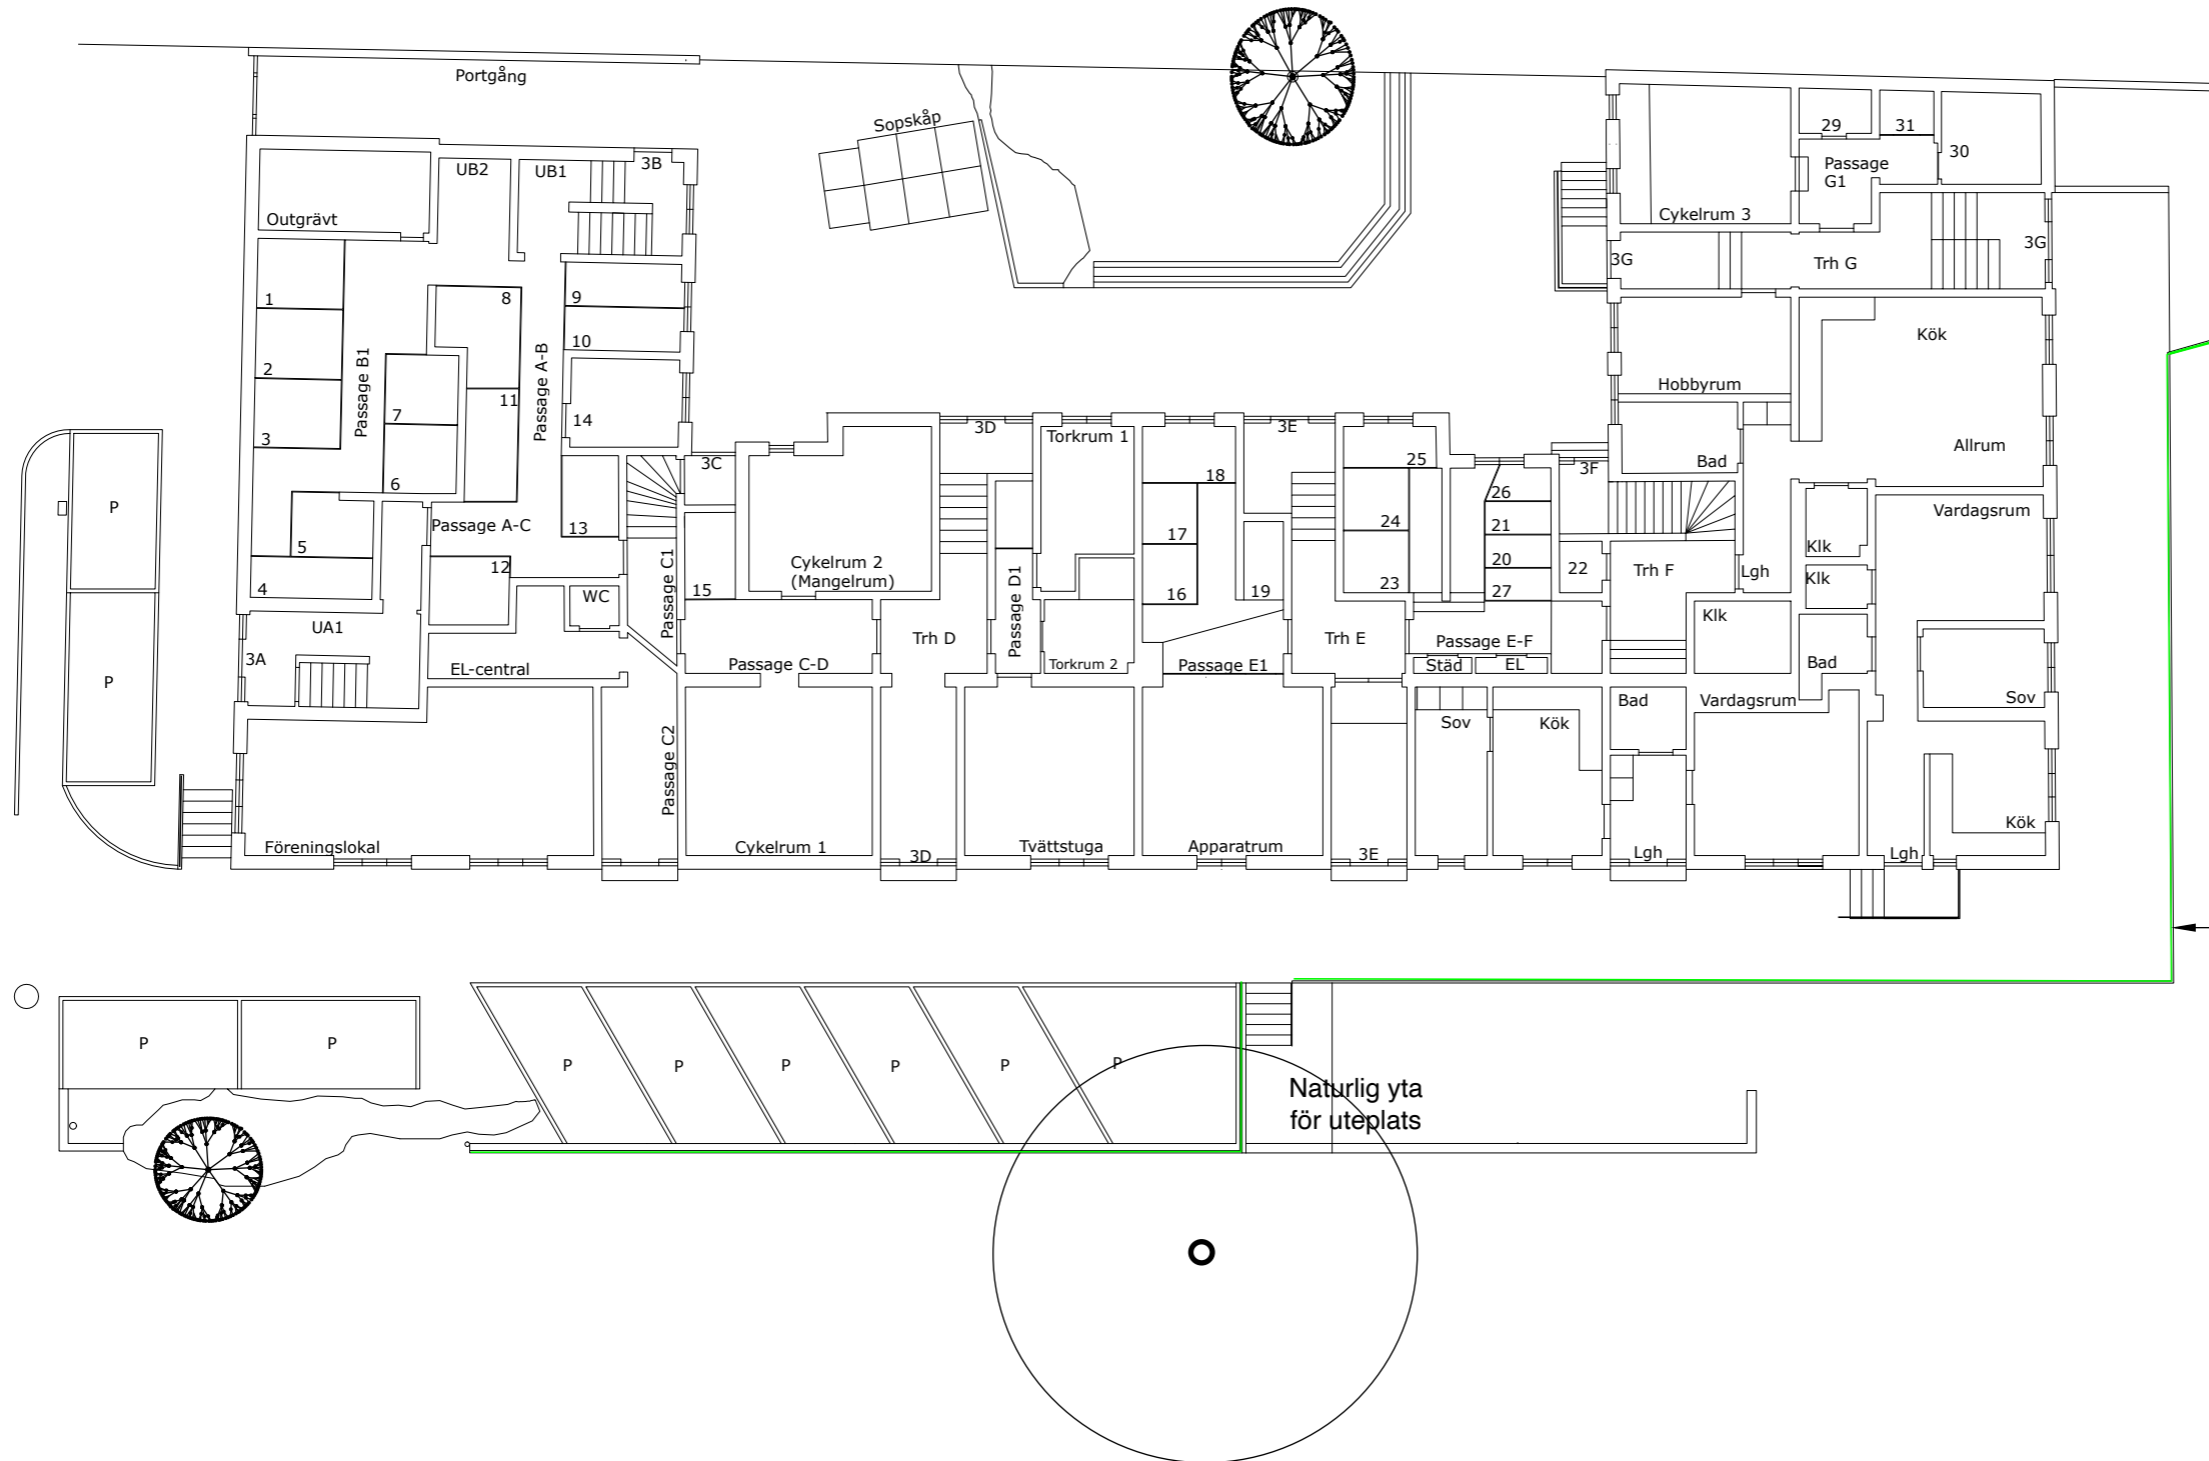 Portgång
Sopskåp
3B
UB2
UB1
Outgrävt
29
31
30
Passage
G1
Cykelrum 3
3G
3G
Trh G
1
2
3
Passage B1
8
Passage A-B
9
10
7
11
14
6
Kök
Hobbyrum
Allrum
Bad
3C
3D
Torkrum 1
3E
25
3F
18
26
P
Passage A-C
13
17
24
21
Vardagsrum
5
12
Passage C1
Cykelrum 2
(Mangelrum)
Passage D1
20
22
Trh F
Lgh
Klk
Klk
4
WC
15
16
19
23
27
Klk
UA1
Trh D
Trh E
Passage E-F
3A
EL-central
Passage C-D
Torkrum 2
Passage E1
Städ
EL
Bad
P
Sov
Bad
Vardagsrum
Sov
Kök
Passage C2
Kök
Föreningslokal
Cykelrum 1
3D
Tvättstuga
Apparatrum
3E
Lgh
Lgh
P
P
P
P
P
P
P
P
Naturlig yta
för uteplats